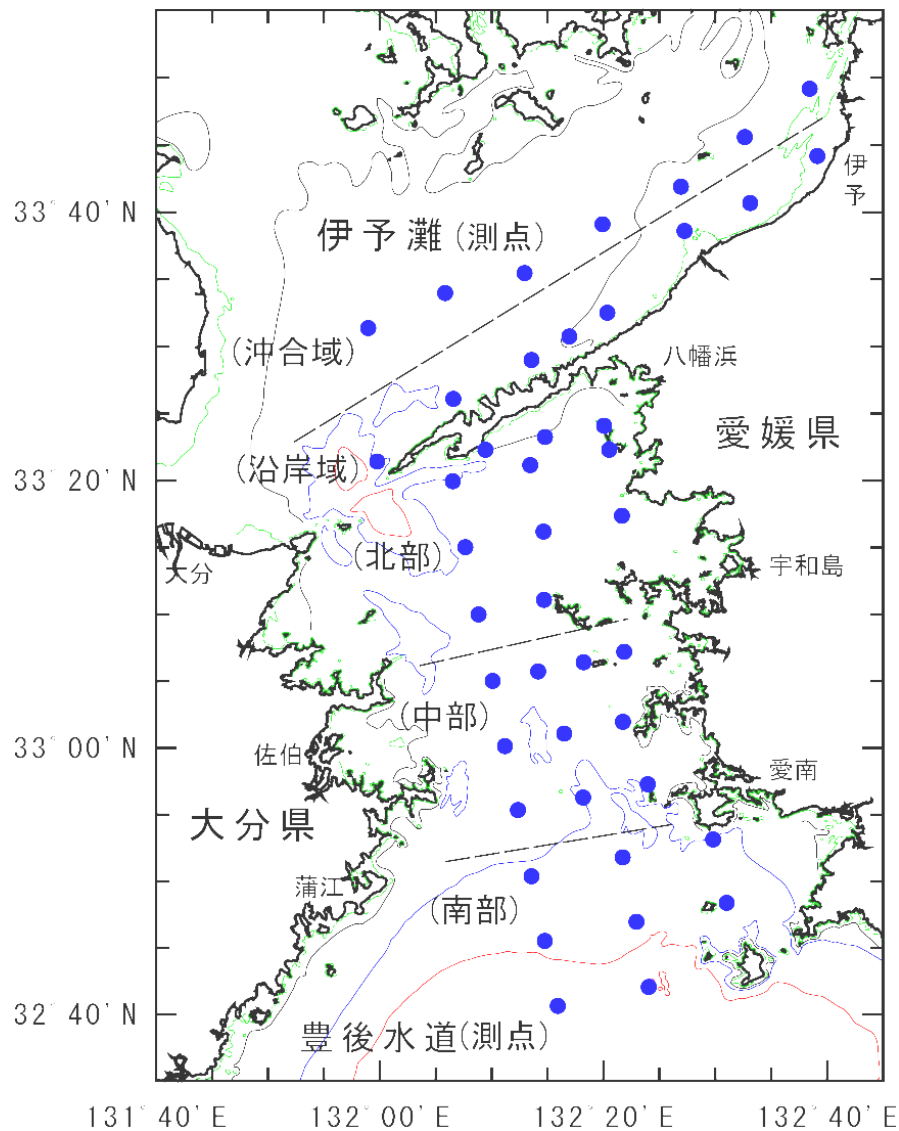 伊予
33°40'N
伊予灘(測点)
(沖合域)
八幡浜
愛媛県
(沿岸域)
33°20'N
(北部)
大分
宇和島
(中部)
33°00'N
佐伯
愛南
大分県
蒲江
(南部)
32°40'N
豊後水道(測点)
131°40'E 132°00'E 132°20'E 132°40'E